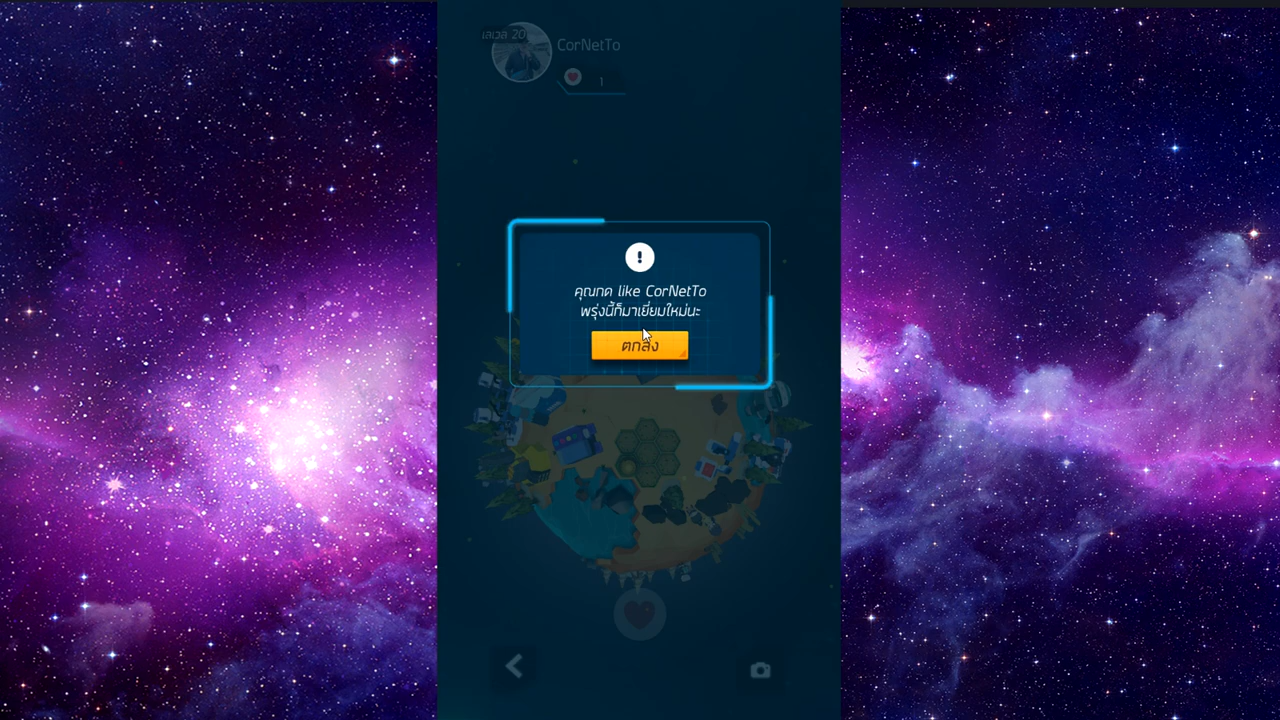 เลเวล 20
CorNetTo
1
คุณกด like CorNetTo
พรุ่งนี้ก็มาเยี่ยมใหม่นะ
ตกลง